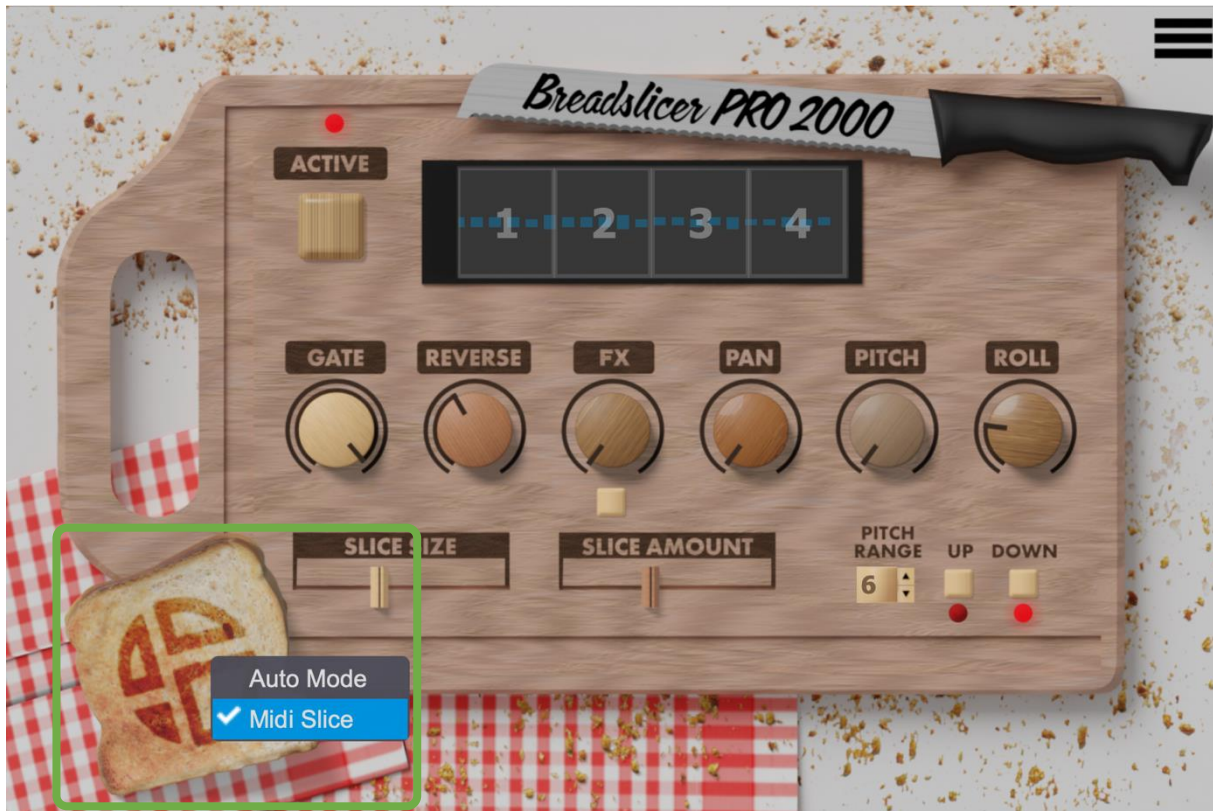 Breadslicer PRO 2000
ACTIVE
1 2 3 4
GATE REVERSE FX PAN PITCH ROLL
SLICE SIZE SLICE AMOUNT
PITCH
RANGE UP DOWN
6
Auto Mode
Midi Slice